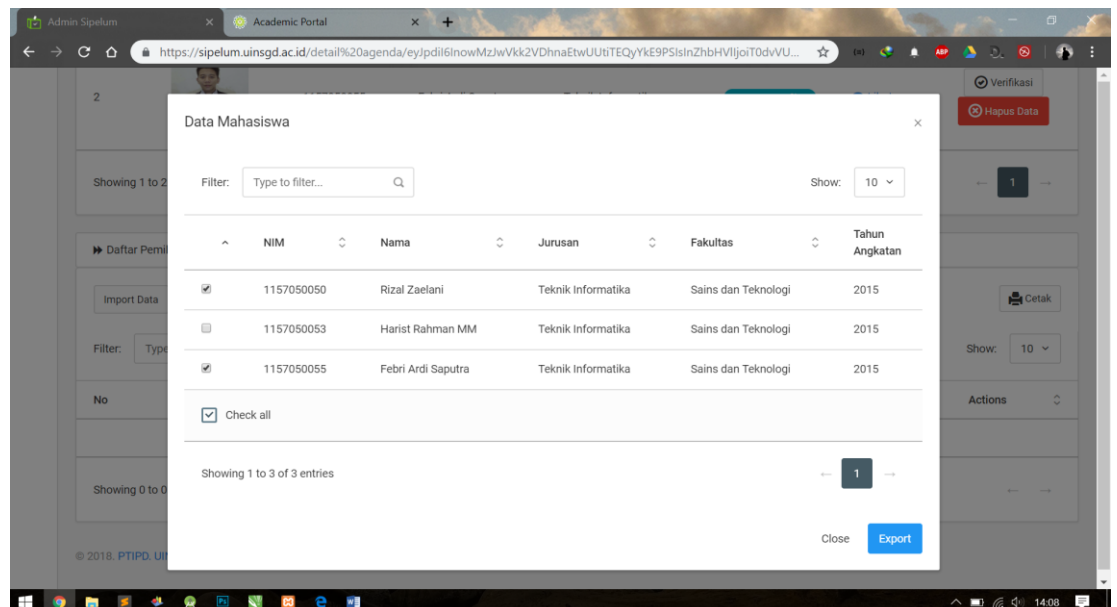 Admin Sipelum
Academic Portal
https://sipelum.uinsgd.ac.id/detail%20agenda/
2
Verifikasi
Hapus Data
Data Mahasiswa
Showing 1 to 2
1
Filter: Type to filter... Show: 10
NIM Nama Jurusan Fakultas Tahun Angkatan
Daftar Pemil
1157050050 Rizal Zaelani Teknik Informatika Sains dan Teknologi 2015
Import Data
Cetak
1157050053 Harist Rahman MM Teknik Informatika Sains dan Teknologi 2015
Filter: Type
Show: 10
1157050055 Febri Ardi Saputra Teknik Informatika Sains dan Teknologi 2015
No
Actions
Check all
Showing 1 to 3 of 3 entries 1
Showing 0 to 0
Close Export
© 2018. PTIPD. UIN
ABP
14:08